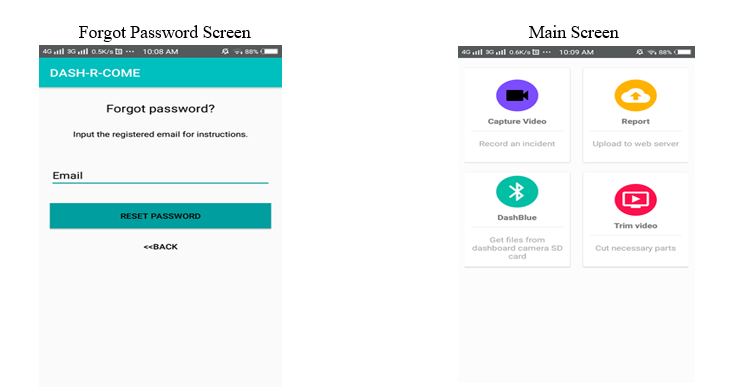 Forgot Password Screen
4G 3G 0.5K/s ... 10:08 AM 88%
DASH-R-COME
Forgot password?
Input the registered email for instructions.
Email
RESET PASSWORD
<<BACK
Main Screen
4G 3G 0.6K/s ... 10:09 AM 88%
Capture Video
Record an incident
Report
Upload to web server
DashBlue
Get files from
dashboard camera SD
card
Trim video
Cut necessary parts